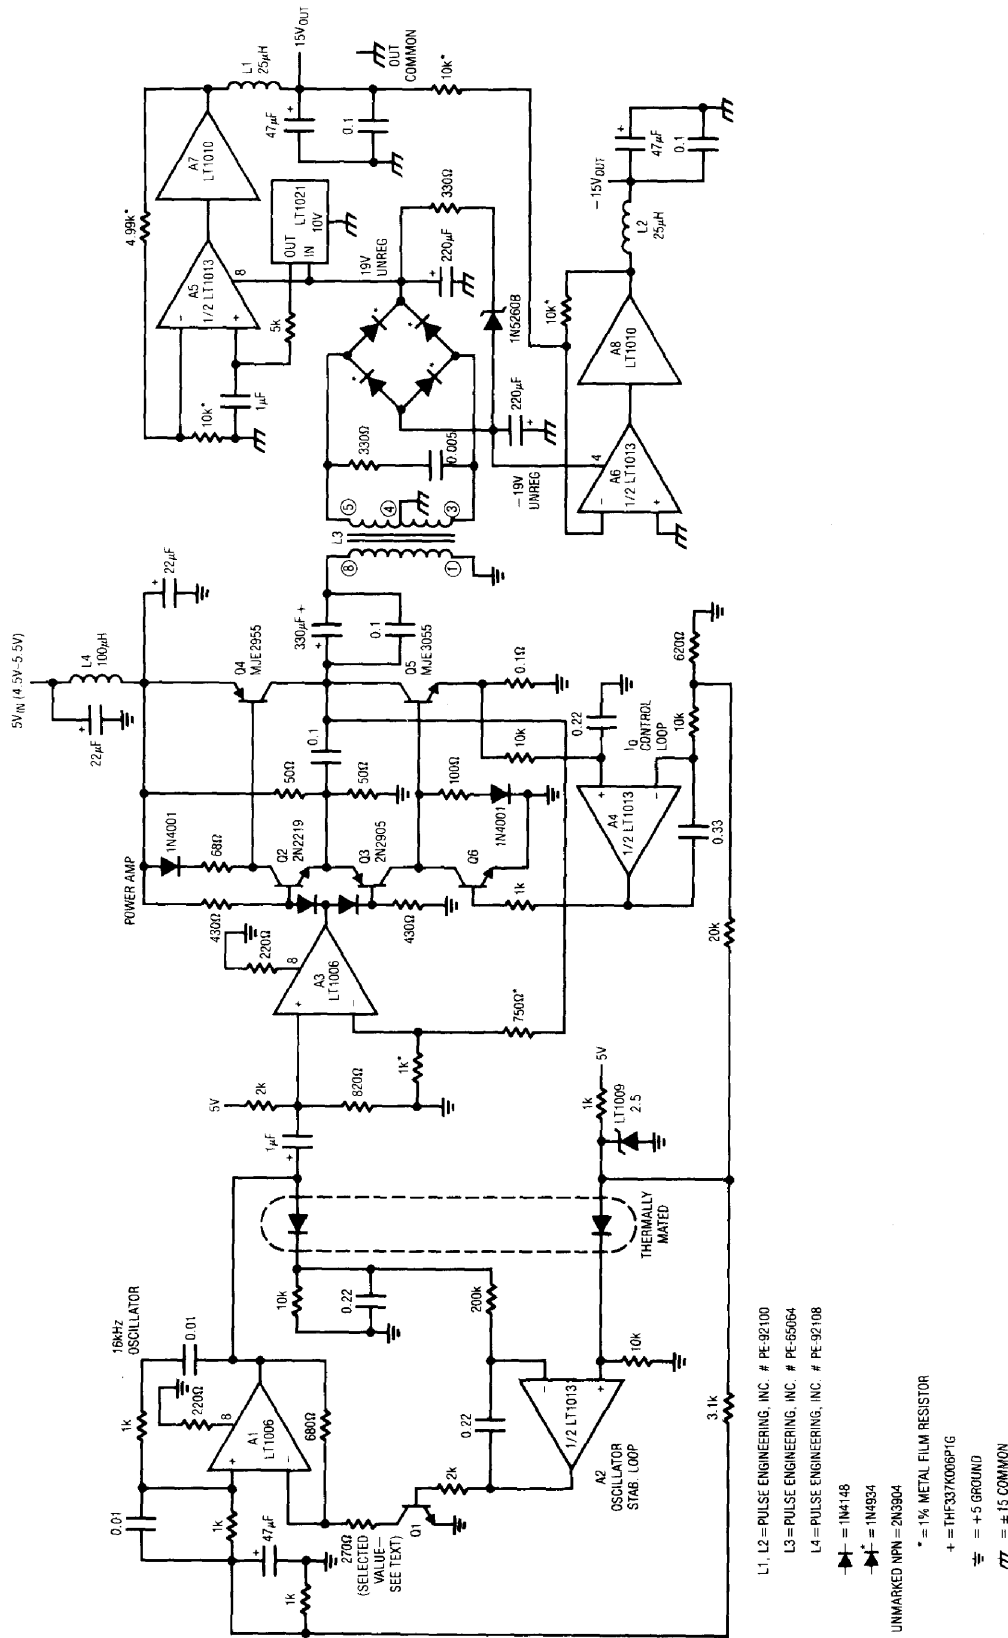 5VIN (4.5V–5.5V)
22µF
L4
100µH
22µF
POWER AMP
1N4001
68Ω
430Ω
50Ω
Q4
MJE2955
Q2
2N2219
0.1
330µF +
0.1
Q3
2N2905
50Ω
430Ω
100Ω
1N4001
Q5
MJE3055
Q6
1k
10k
0.1Ω
0.22
IQ
CONTROL
LOOP
A4
1/2 LT1013
10k
620Ω
0.33
20k
220Ω
8
A3
LT1006
750Ω*
1k*
5V
2k
820Ω
1µF
5V
1k
LT1009
2.5
THERMALLY
MATED
16kHz
OSCILLATOR
0.01
1k
220Ω
8
A1
LT1006
680Ω
0.01
1k
47µF
1k
270Ω
(SELECTED
VALUE—
SEE TEXT)
Q1
2k
0.22
200k
10k
0.22
A2
OSCILLATOR
STAB. LOOP
1/2 LT1013
10k
3.1k
L3
8
1
5
4
3
330Ω
0.005
4.99k*
10k*
1µF
5k
A5
1/2 LT1013
8
A7
LT1010
OUT
IN
LT1021
10V
L1
25µH
15VOUT
47µF
0.1
OUT
COMMON
10k*
19V
UNREG
220µF
330Ω
1N5260B
220µF
–19V
UNREG
4
A6
1/2 LT1013
10k*
A8
LT1010
L2
25µH
–15VOUT
47µF
0.1
L1, L2 = PULSE ENGINEERING, INC. # PE-92100
L3 = PULSE ENGINEERING, INC. # PE-65064
L4 = PULSE ENGINEERING, INC. # PE-92108
= 1N4148
* = 1N4934
UNMARKED NPN = 2N3904
* = 1% METAL FILM RESISTOR
+ = THF337K006P1G
= +5 GROUND
= ±15 COMMON